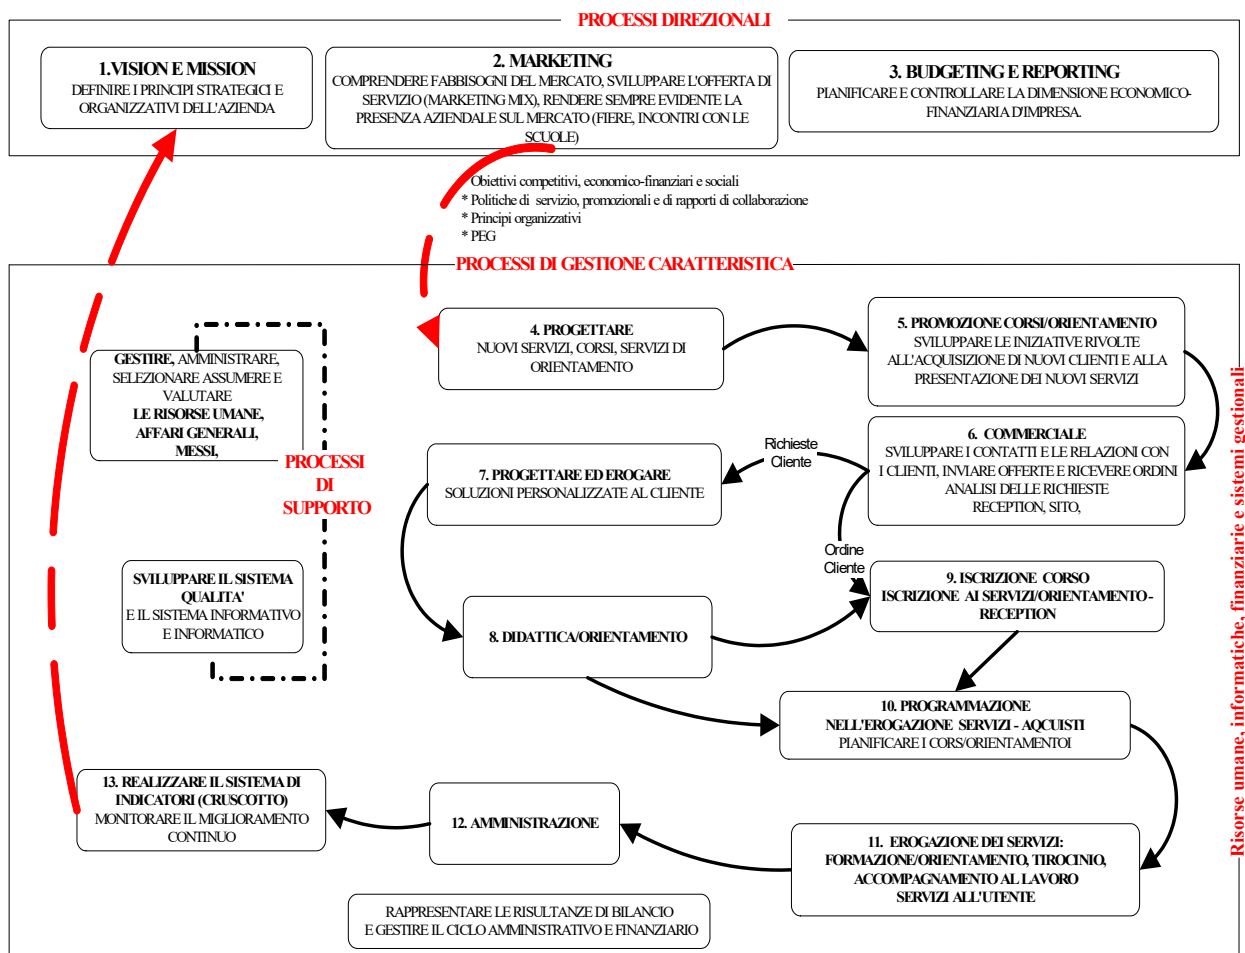 PROCESSI DIREZIONALI
1.VISION E MISSION
DEFINIRE I PRINCIPI STRATEGICI E
ORGANIZZATIVI DELL'AZIENDA
2. MARKETING
COMPRENDERE FABBISOGNI DEL MERCATO, SVILUPPARE L'OFFERTA DI
SERVIZIO (MARKETING MIX), RENDERE SEMPRE EVIDENTE LA
PRESENZA AZIENDALE SUL MERCATO (FIERE, INCONTRI CON LE
SCUOLE)
3. BUDGETING E REPORTING
PIANIFICARE E CONTROLLARE LA DIMENSIONE ECONOMICO-
FINANZIARIA D'IMPRESA.
Obiettivi competitivi, economico-finanziari e sociali
* Politiche di servizio, promozionali e di rapporti di collaborazione
* Principi organizzativi
* PEG
PROCESSI DI GESTIONE CARATTERISTICA
4. PROGETTARE
NUOVI SERVIZI, CORSI, SERVIZI DI
ORIENTAMENTO
5. PROMOZIONE CORSI/ORIENTAMENTO
SVILUPPARE LE INIZIATIVE RIVOLTE
ALL'ACQUISIZIONE DI NUOVI CLIENTI E ALLA
PRESENTAZIONE DEI NUOVI SERVIZI
GESTIRE, AMMINISTRARE,
SELEZIONARE ASSUMERE E
VALUTARE
LE RISORSE UMANE,
AFFARI GENERALI,
MESSI,
PROCESSI
DI
SUPPORTO
6. COMMERCIALE
SVILUPPARE I CONTATTI E LE RELAZIONI CON
I CLIENTI, INVIARE OFFERTE E RICEVERE ORDINI
ANALISI DELLE RICHIESTE
RECEPTION, SITO,
Richieste
Cliente
7. PROGETTARE ED EROGARE
SOLUZIONI PERSONALIZZATE AL CLIENTE
Ordine
Cliente
SVILUPPARE IL SISTEMA
QUALITA'
E IL SISTEMA INFORMATIVO
E INFORMATICO
8. DIDATTICA/ORIENTAMENTO
9. ISCRIZIONE CORSO
ISCRIZIONE AI SERVIZI/ORIENTAMENTO -
RECEPTION
10. PROGRAMMAZIONE
NELL'EROGAZIONE SERVIZI - AQCUISTI
PIANIFICARE I CORS/ORIENTAMENTOI
13. REALIZZARE IL SISTEMA DI
INDICATORI (CRUSCOTTO)
MONITORARE IL MIGLIORAMENTO
CONTINUO
12. AMMINISTRAZIONE
11. EROGAZIONE DEI SERVIZI:
FORMAZIONE/ORIENTAMENTO, TIROCINIO,
ACCOMPAGNAMENTO AL LAVORO
SERVIZI ALL'UTENTE
RAPPRESENTARE LE RISULTANZE DI BILANCIO
E GESTIRE IL CICLO AMMINISTRATIVO E FINANZIARIO
Risorse umane, informatiche, finanziarie e sistemi gestionali